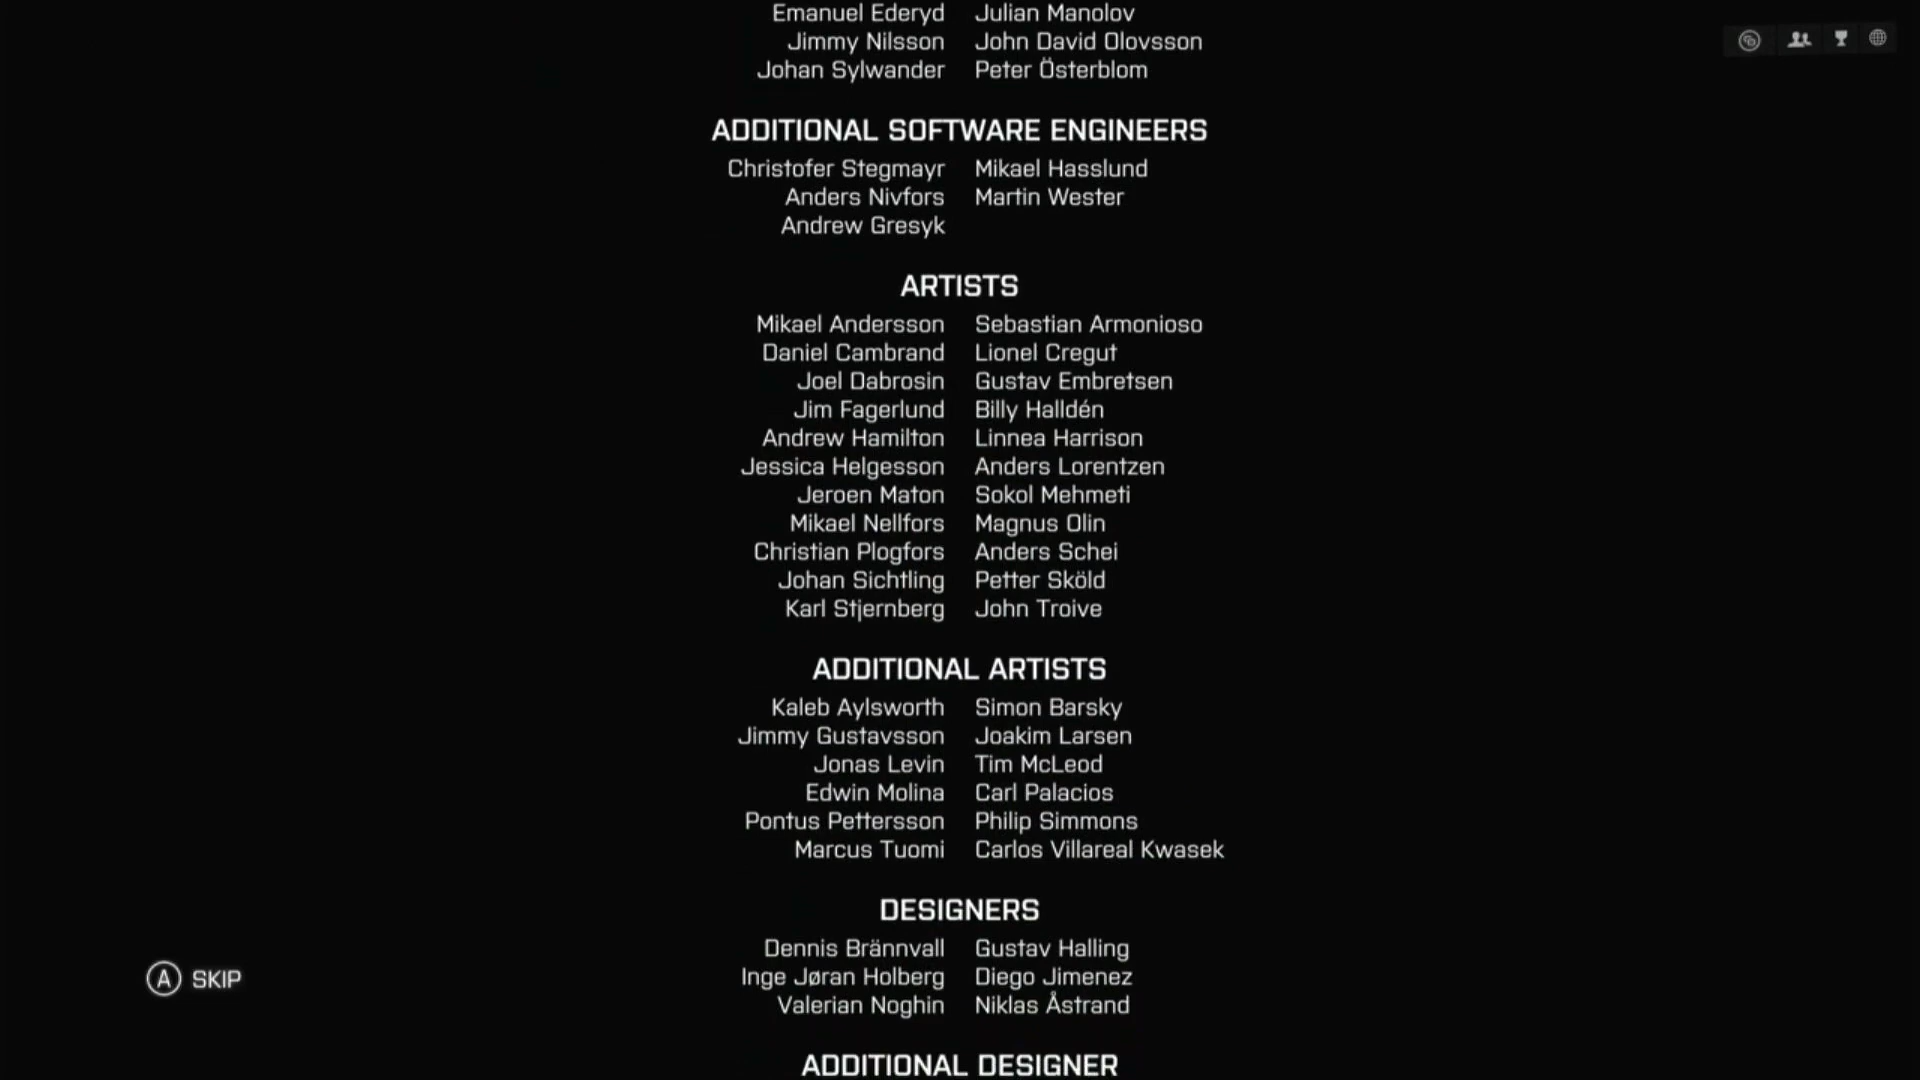 Emanuel Ederyd Julian Manolov
Jimmy Nilsson John David Olovsson
Johan Sylwander Peter Österblom
ADDITIONAL SOFTWARE ENGINEERS
Christofer Stegmayr Mikael Hasslund
Anders Nivfors Martin Wester
Andrew Gresyk
ARTISTS
Mikael Andersson Sebastian Armonioso
Daniel Cambrand Lionel Cregut
Joel Dabrosin Gustav Embretsen
Jim Fagerlund Billy Halldén
Andrew Hamilton Linnea Harrison
Jessica Helgesson Anders Lorentzen
Jeroen Maton Sokol Mehmeti
Mikael Nellfors Magnus Olin
Christian Plogfors Anders Schei
Johan Sichtling Petter Sköld
Karl Stjernberg John Troive
ADDITIONAL ARTISTS
Kaleb Aylsworth Simon Barsky
Jimmy Gustavsson Joakim Larsen
Jonas Levin Tim McLeod
Edwin Molina Carl Palacios
Pontus Pettersson Philip Simmons
Marcus Tuomi Carlos Villareal Kwasek
DESIGNERS
Dennis Brännvall Gustav Halling
Inge Jøran Holberg Diego Jimenez
Valerian Noghin Niklas Åstrand
A SKIP
ADDITIONAL DESIGNER